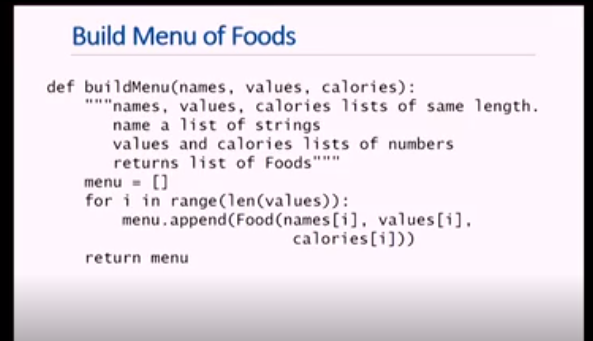 Build Menu of Foods
def buildMenu(names, values, calories):
"""names, values, calories lists of same length.
name a list of strings
values and calories lists of numbers
returns list of Foods"""
menu = []
for i in range(len(values)):
menu.append(Food(names[i], values[i],
calories[i]))
return menu